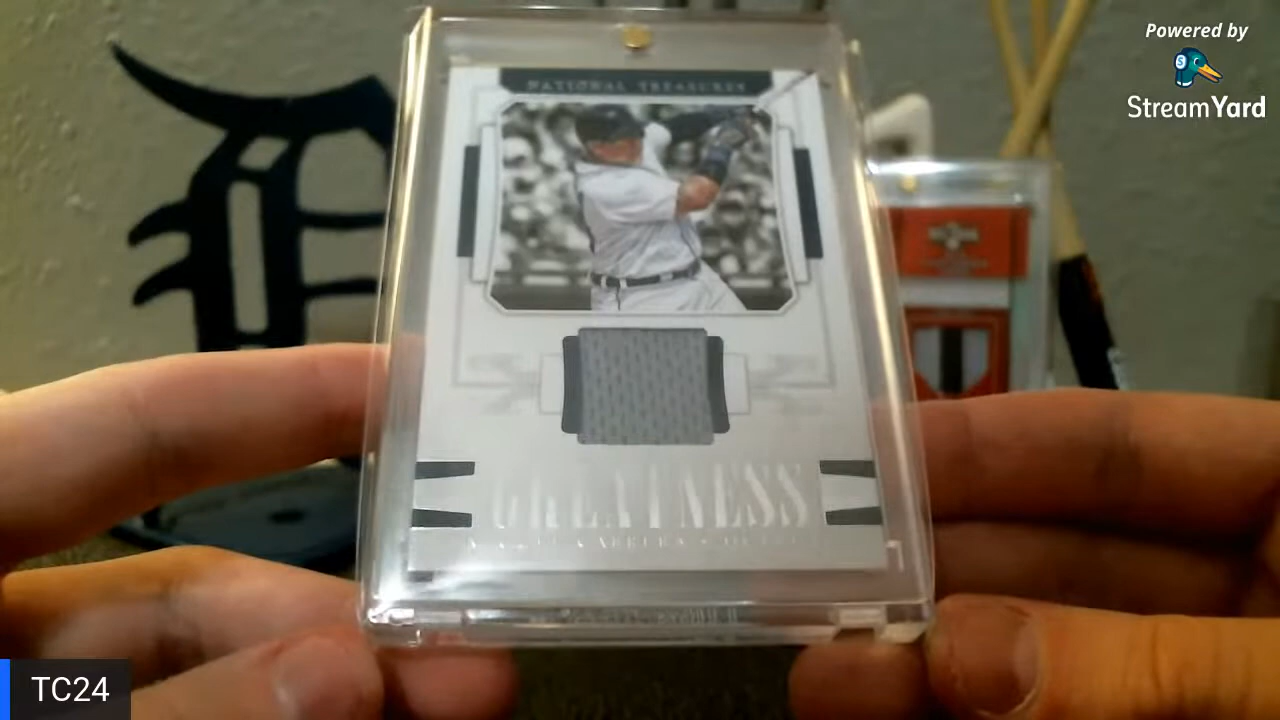 Powered by
StreamYard
NATIONAL TREASURES
GREATNESS
TC24